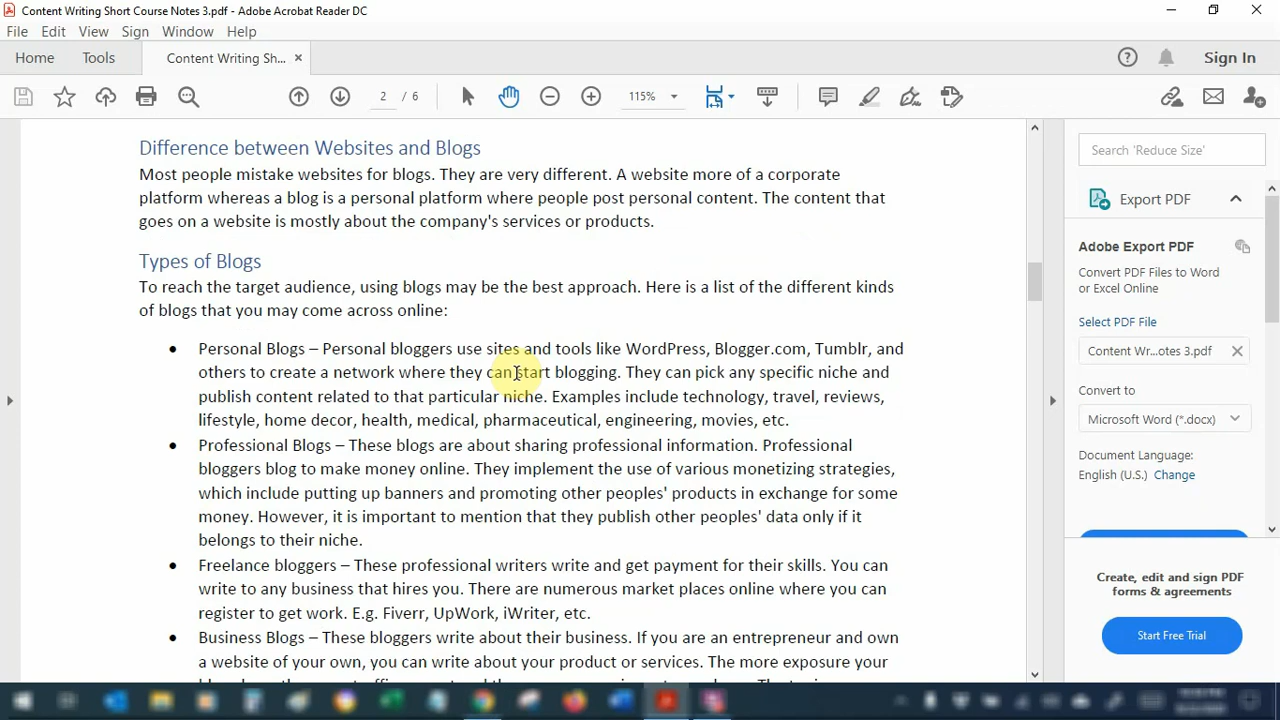 Content Writing Short Course Notes 3.pdf - Adobe Acrobat Reader DC
File Edit View Sign Window Help
Home Tools Content Writing Sh... × Sign In
2 / 6 115%
Difference between Websites and Blogs
Most people mistake websites for blogs. They are very different. A website more of a corporate
platform whereas a blog is a personal platform where people post personal content. The content that
goes on a website is mostly about the company's services or products.
Types of Blogs
To reach the target audience, using blogs may be the best approach. Here is a list of the different kinds
of blogs that you may come across online:
• Personal Blogs – Personal bloggers use sites and tools like WordPress, Blogger.com, Tumblr, and
others to create a network where they can start blogging. They can pick any specific niche and
publish content related to that particular niche. Examples include technology, travel, reviews,
lifestyle, home decor, health, medical, pharmaceutical, engineering, movies, etc.
• Professional Blogs – These blogs are about sharing professional information. Professional
bloggers blog to make money online. They implement the use of various monetizing strategies,
which include putting up banners and promoting other peoples' products in exchange for some
money. However, it is important to mention that they publish other peoples' data only if it
belongs to their niche.
• Freelance bloggers – These professional writers write and get payment for their skills. You can
write to any business that hires you. There are numerous market places online where you can
register to get work. E.g. Fiverr, UpWork, iWriter, etc.
• Business Blogs – These bloggers write about their business. If you are an entrepreneur and own
a website of your own, you can write about your product or services. The more exposure your
Search 'Reduce Size'
Export PDF
Adobe Export PDF
Convert PDF Files to Word
or Excel Online
Select PDF File
Content Wr...otes 3.pdf
Convert to
Microsoft Word (*.docx)
Document Language:
English (U.S.) Change
Create, edit and sign PDF
forms & agreements
Start Free Trial